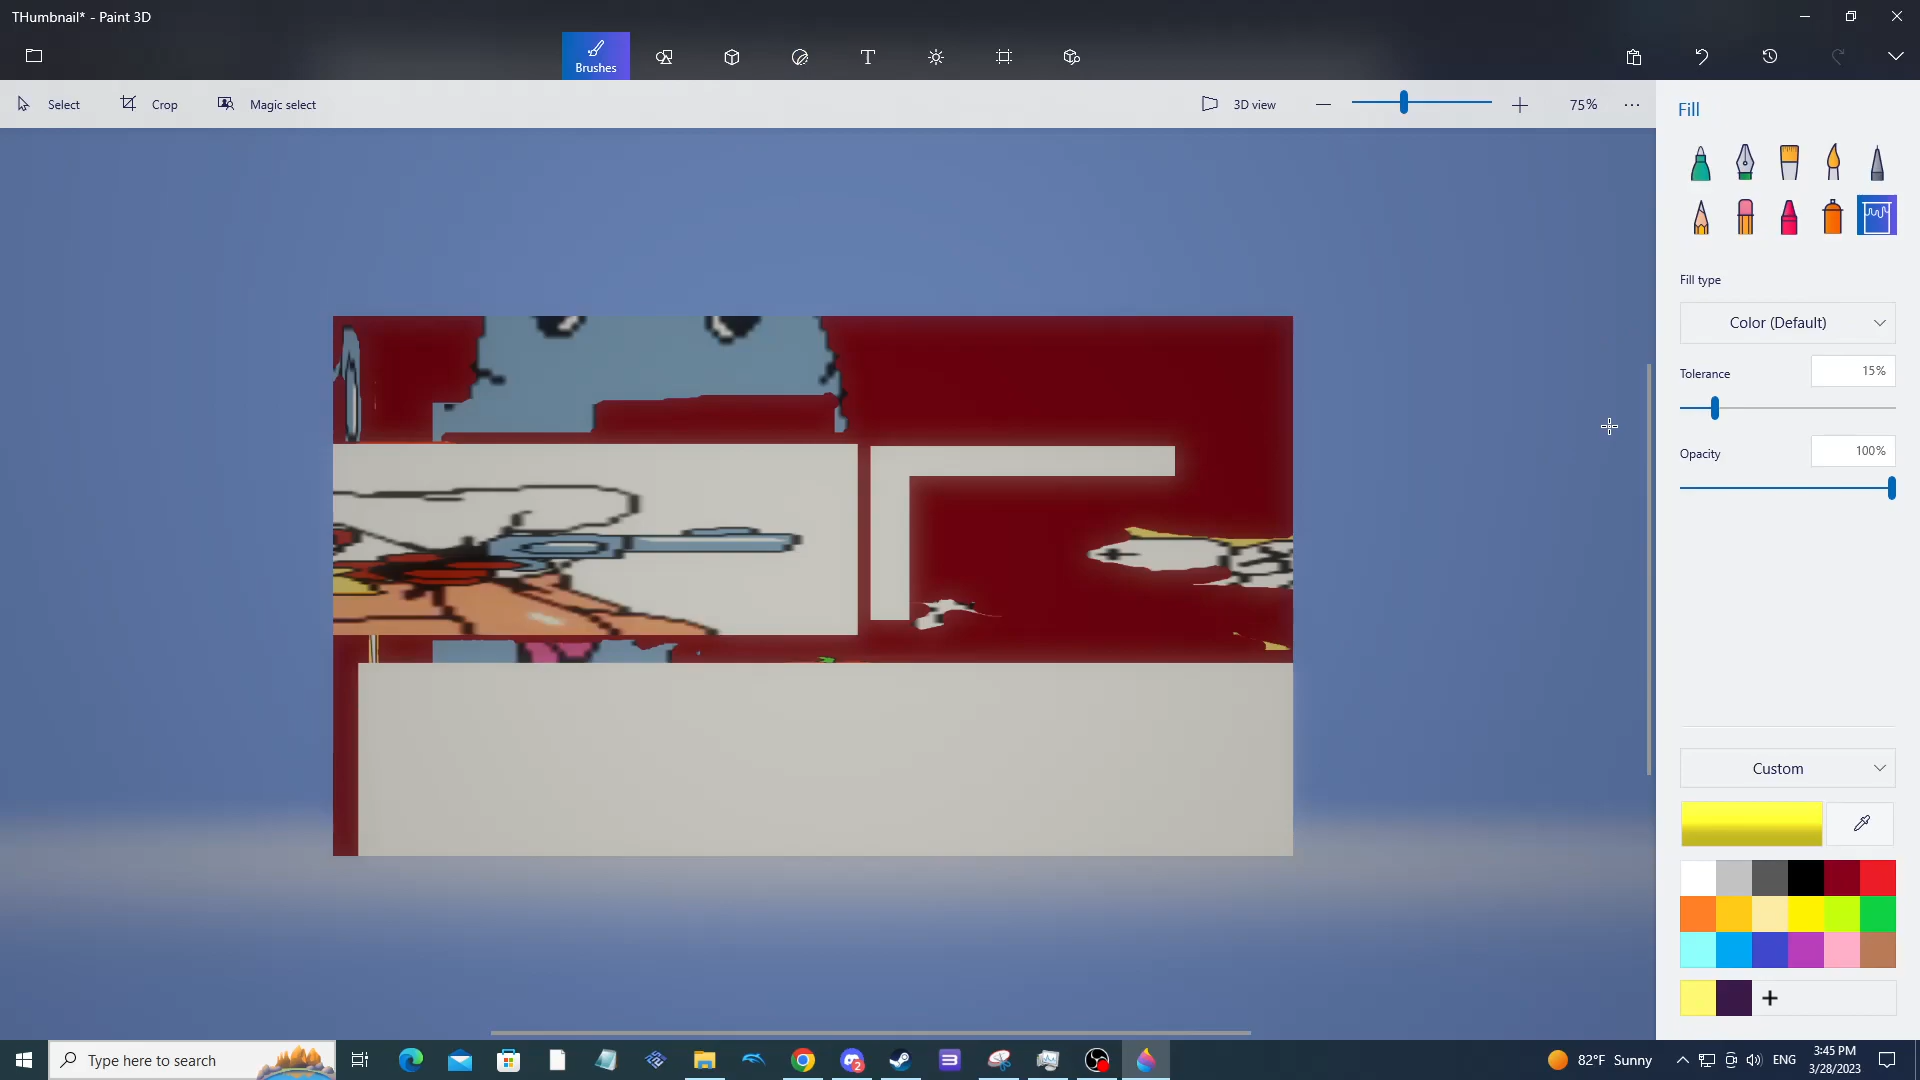 THumbnail* - Paint 3D
Brushes
Select
Crop
Magic select
3D view
75%
Fill
Fill type
Color (Default)
Tolerance
15%
Opacity
100%
Custom
Type here to search
2
82°F Sunny
ENG
3:45 PM
3/28/2023